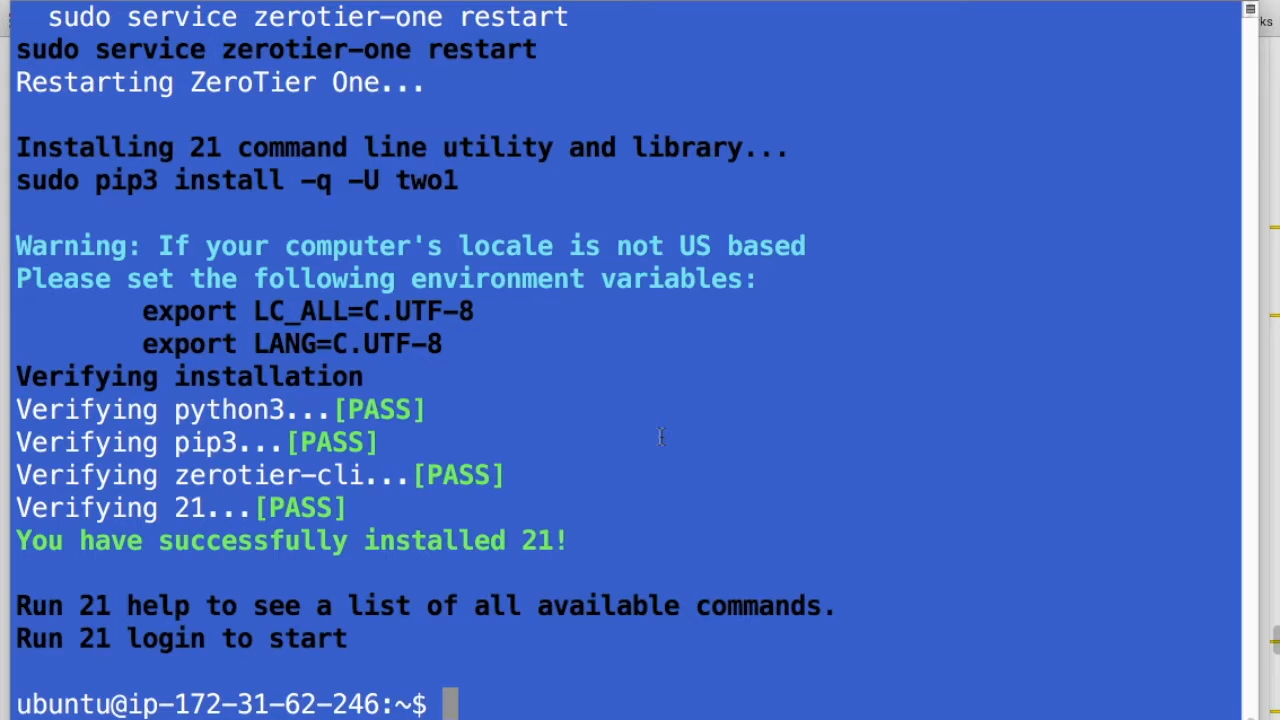 sudo service zerotier-one restart
ks
sudo service zerotier-one restart
Restarting ZeroTier One...
Installing 21 command line utility and library...
sudo pip3 install -q -U two1
Warning: If your computer's locale is not US based
Please set the following environment variables:
export LC_ALL=C.UTF-8
export LANG=C.UTF-8
Verifying installation
Verifying python3...[PASS]
Verifying pip3...[PASS]
Verifying zerotier-cli...[PASS]
Verifying 21...[PASS]
You have successfully installed 21!
Run 21 help to see a list of all available commands.
Run 21 login to start
ubuntu@ip-172-31-62-246:~$